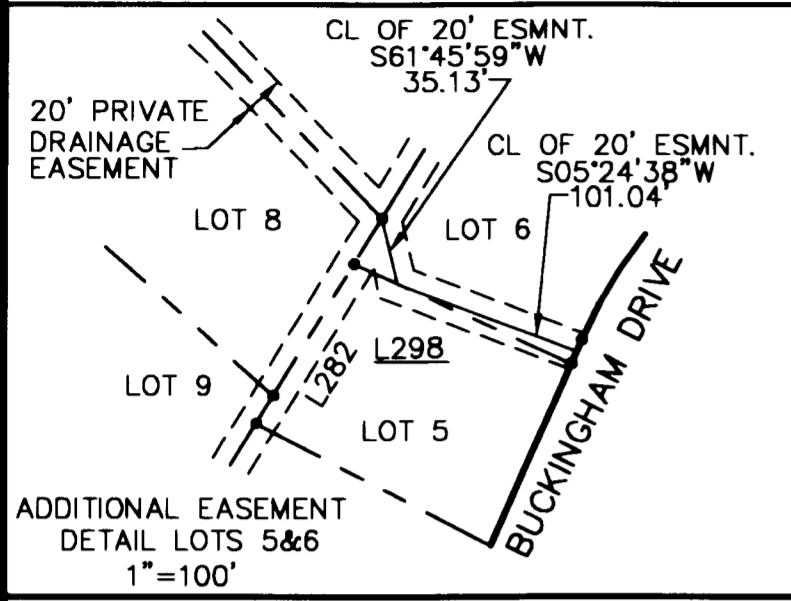 CL OF 20' ESMNT.
S61°45'59"W
35.13'
20' PRIVATE
DRAINAGE
EASEMENT
CL OF 20' ESMNT.
S05°24'38"W
101.04'
LOT 8
LOT 6
BUCKINGHAM DRIVE
L298
L282
LOT 9
LOT 5
ADDITIONAL EASEMENT
DETAIL LOTS 5&6
1"=100'